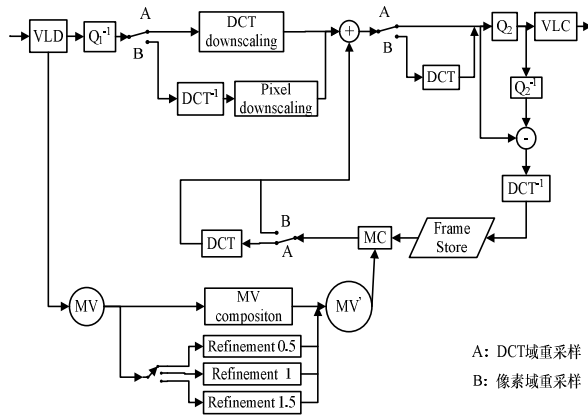 A
B
VLD
Q₁⁻¹
DCT
downscaling
+
A
B
Q₂
VLC
DCT⁻¹
Pixel
downscaling
DCT
Q₂⁻¹
-
DCT⁻¹
B
A
DCT
MC
Frame
Store
MV
MV
compositon
MV'
Refinement 0.5
Refinement 1
Refinement 1.5
A：DCT域重采样
B：像素域重采样